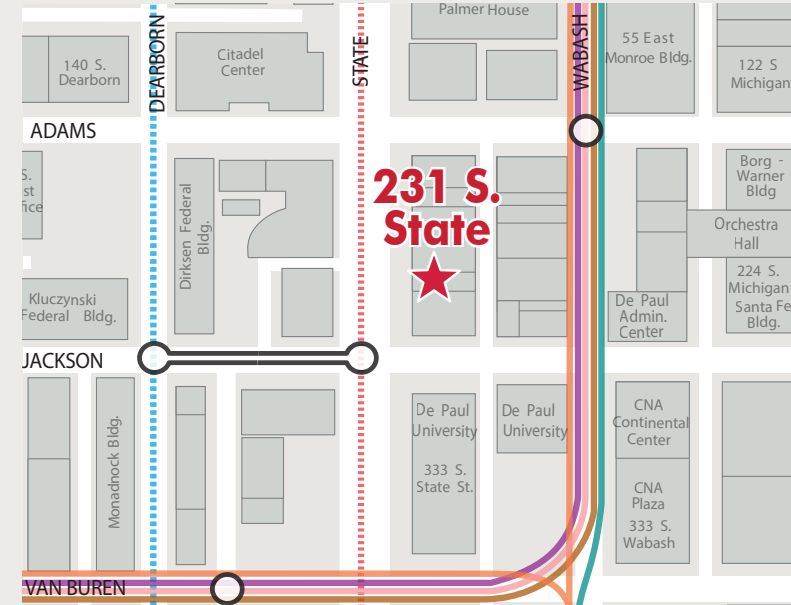 Palmer House
DEARBORN
STATE
WABASH
140 S.
Dearborn
Citadel
Center
55 East
Monroe Bldg.
122 S
Michigan
ADAMS
S.
st
fice
Dirksen Federal
Bldg.
231 S.
State
Borg -
Warner
Bldg
Orchestra
Hall
224 S.
Michigan
Santa Fe
Bldg.
Kluczynski
Federal Bldg.
De Paul
Admin.
Center
JACKSON
Monadnock Bldg.
De Paul
University
333 S.
State St.
De Paul
University
CNA
Continental
Center
CNA
Plaza
333 S.
Wabash
VAN BUREN